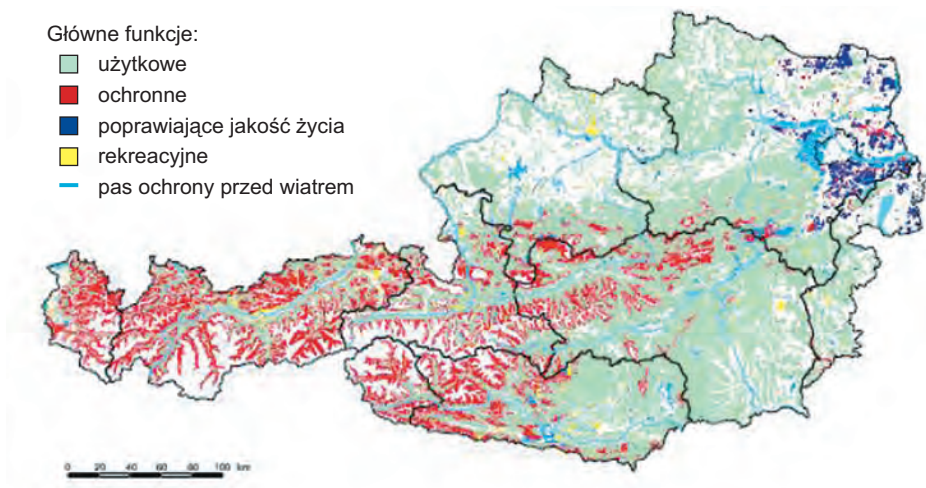 Główne funkcje:
użytkowe
ochronne
poprawiające jakość życia
rekreacyjne
pas ochrony przed wiatrem
0 20 40 60 80 100 km